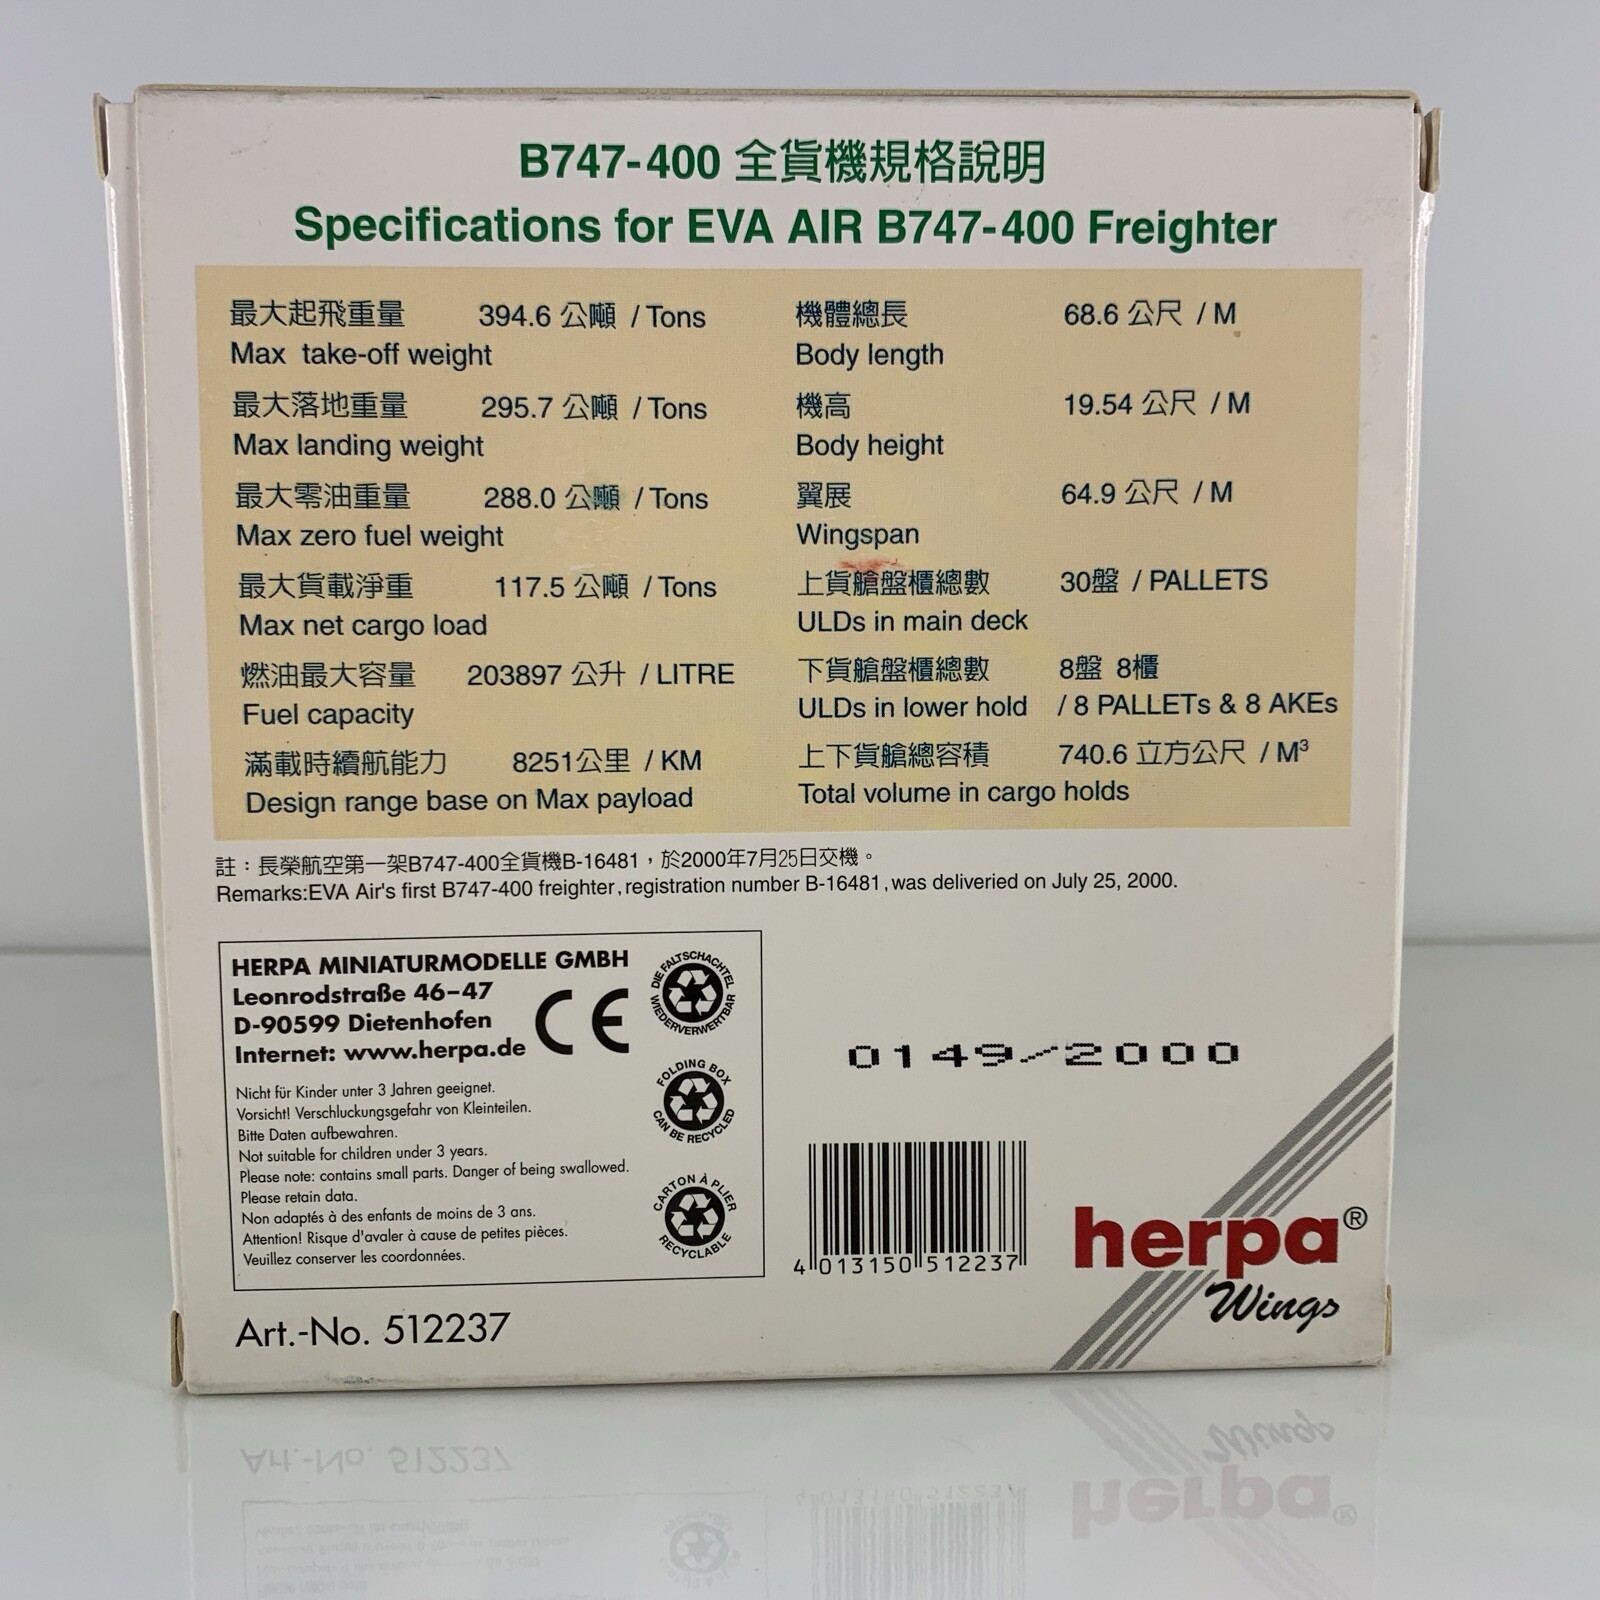 B747-400 全貨機規格說明
Specifications for EVA AIR B747-400 Freighter
最大起飛重量 394.6 公噸 / Tons
Max take-off weight
最大落地重量 295.7 公噸 / Tons
Max landing weight
最大零油重量 288.0 公噸 / Tons
Max zero fuel weight
最大貨載淨重 117.5 公噸 / Tons
Max net cargo load
燃油最大容量 203897 公升 / LITRE
Fuel capacity
滿載時續航能力 8251公里 / KM
Design range base on Max payload
機體總長 68.6 公尺 / M
Body length
機高 19.54 公尺 / M
Body height
翼展 64.9 公尺 / M
Wingspan
上貨艙盤櫃總數 30盤 / PALLETS
ULDs in main deck
下貨艙盤櫃總數 8盤 8櫃
ULDs in lower hold / 8 PALLETs & 8 AKEs
上下貨艙總容積 740.6 立方公尺 / M³
Total volume in cargo holds
註：長榮航空第一架B747-400全貨機B-16481，於2000年7月25日交機。
Remarks:EVA Air's first B747-400 freighter, registration number B-16481, was deliveried on July 25, 2000.
HERPA MINIATURMODELLE GMBH
Leonrodstraße 46–47
D-90599 Dietenhofen
Internet: www.herpa.de
CE
Nicht für Kinder unter 3 Jahren geeignet.
Vorsicht! Verschluckungsgefahr von Kleinteilen.
Bitte Daten aufbewahren.
Not suitable for children under 3 years.
Please note: contains small parts. Danger of being swallowed.
Please retain data.
Non adaptés à des enfants de moins de 3 ans.
Attention! Risque d'avaler à cause de petites pièces.
Veuillez conserver les coordonnées.
DIE FALTSCHACHTEL
WIEDERVERWERTBAR
FOLDING BOX
CAN BE RECYCLED
CARTON À PLIER
RECYCLABLE
0149/2000
4 013150 512237
herpa®
Wings
Art.-No. 512237